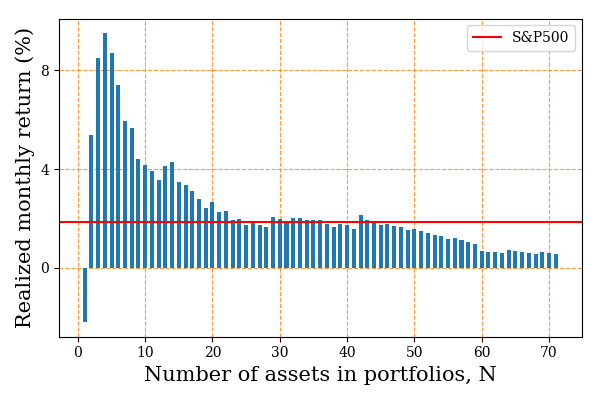 Realized monthly return (%)
S&P500
8
4
0
0 10 20 30 40 50 60 70
Number of assets in portfolios, N